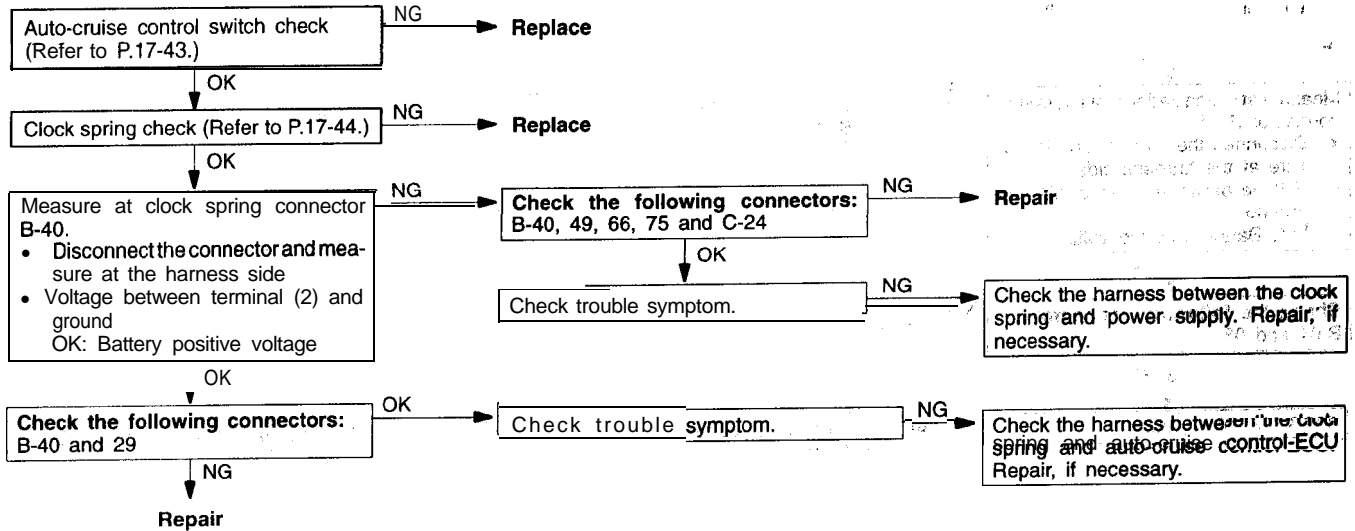 Auto-cruise control switch check
(Refer to P.17-43.)
NG
Replace
OK
Clock spring check (Refer to P.17-44.)
NG
Replace
OK
Measure at clock spring connector
B-40.
• Disconnect the connector and mea-
sure at the harness side
• Voltage between terminal (2) and
ground
OK: Battery positive voltage
NG
Check the following connectors:
B-40, 49, 66, 75 and C-24
NG
Repair
OK
Check trouble symptom.
NG
Check the harness between the clock
spring and power supply. Repair, if
necessary.
OK
Check the following connectors:
B-40 and 29
OK
Check trouble symptom.
NG
Check the harness between the clock
spring and auto-cruise control-ECU
Repair, if necessary.
NG
Repair